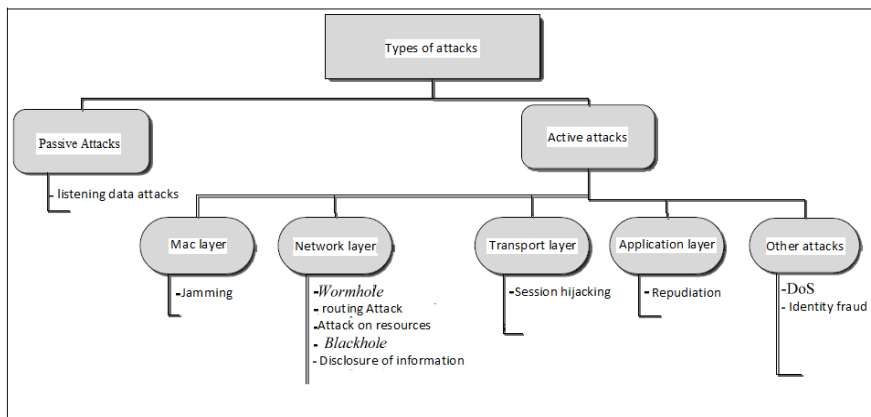 Types of attacks
Passive Attacks
Active attacks
- listening data attacks
Mac layer
Network layer
Transport layer
Application layer
Other attacks
-Jamming
-Wormhole
- routing Attack
-Attack on resources
- Blackhole
- Disclosure of information
-Session hijacking
- Repudiation
-DoS
- Identity fraud